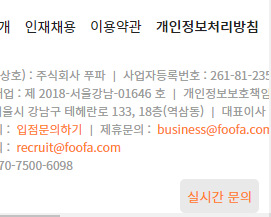 개 인재채용 이용약관 개인정보처리방침
상호) : 주식회사 푸파 | 사업자등록번호 : 261-81-235
업 : 제 2018-서울강남-01646 호 | 개인정보보호책임
울시 강남구 테헤란로 133, 18층(역삼동) | 대표이사
| : 입점문의하기 | 제휴문의 : business@foofa.con
| : recruit@foofa.com
70-7500-6098
실시간 문의